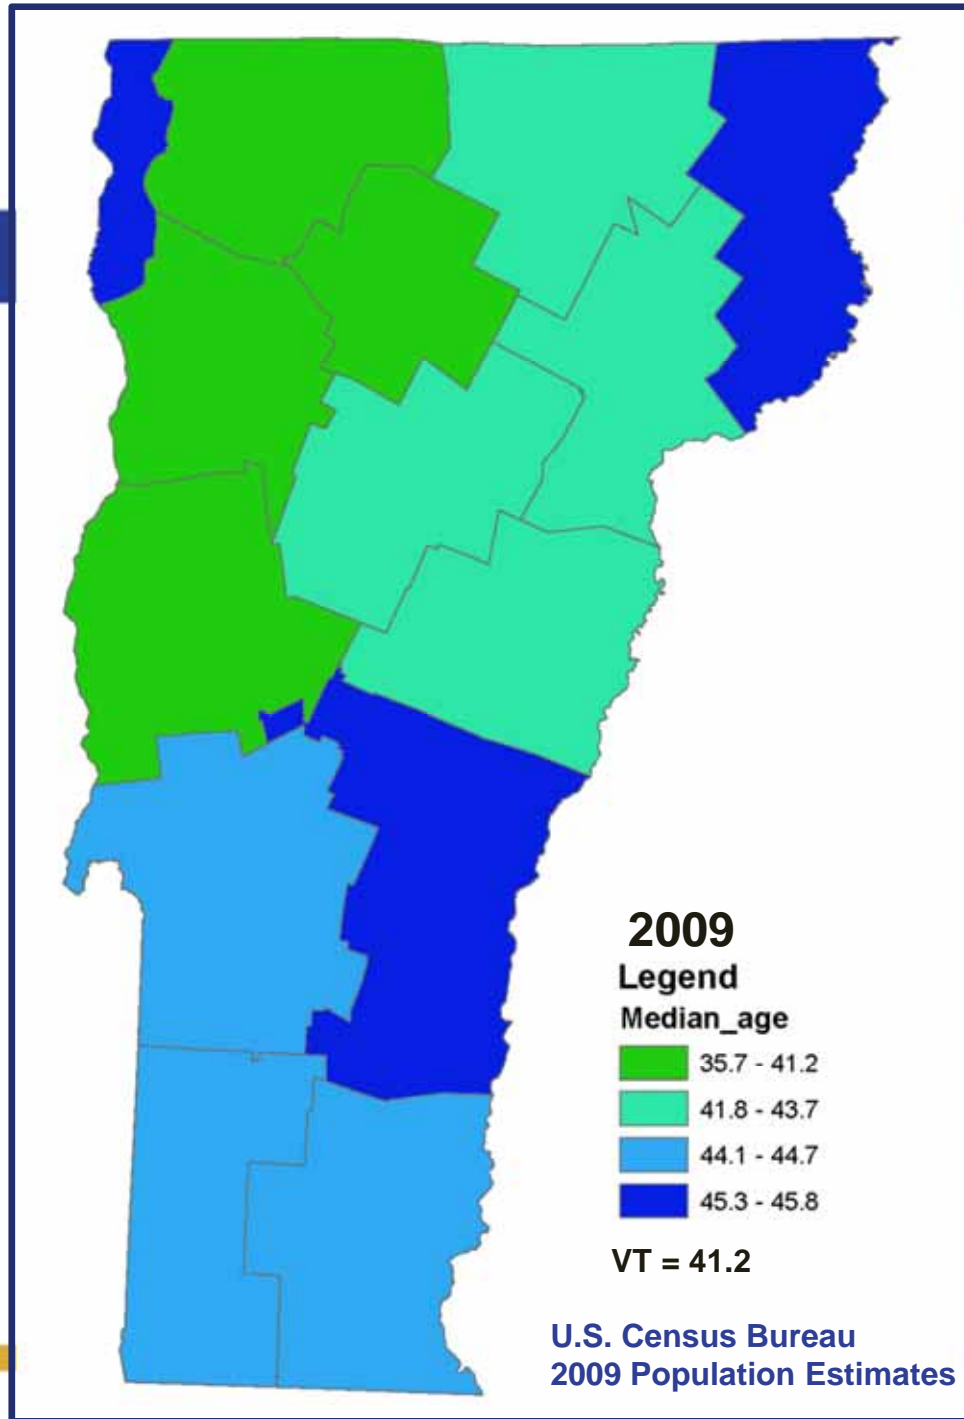 2009
Legend
Median_age
35.7 - 41.2
41.8 - 43.7
44.1 - 44.7
45.3 - 45.8
VT = 41.2
U.S. Census Bureau
2009 Population Estimates